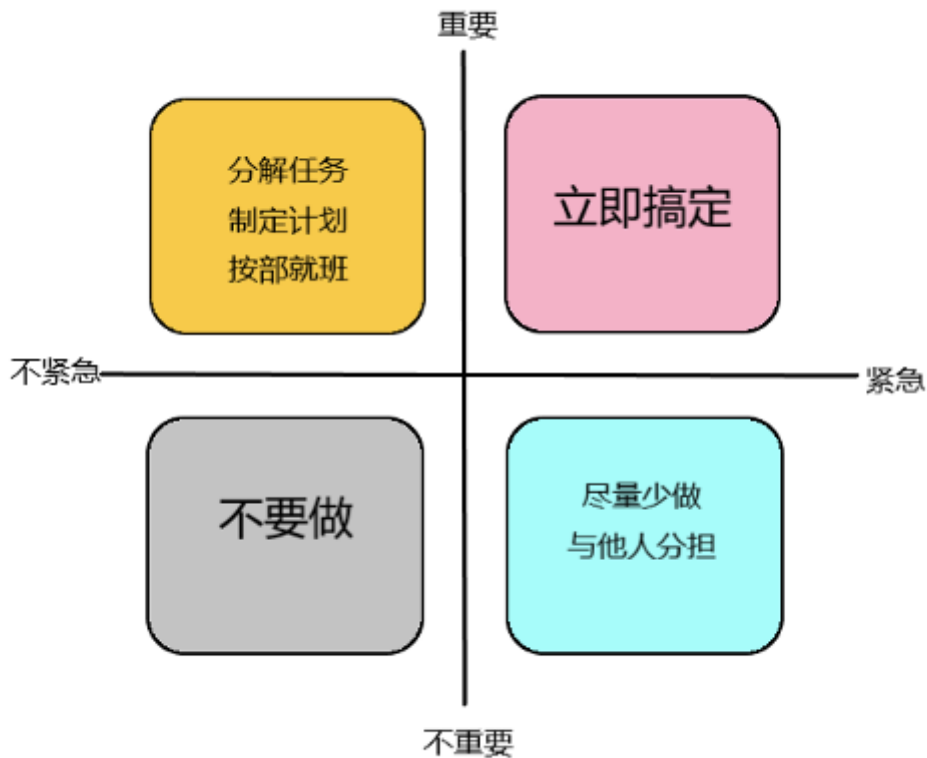 重要
分解任务
制定计划
按部就班
立即搞定
不紧急
紧急
不要做
尽量少做
与他人分担
不重要